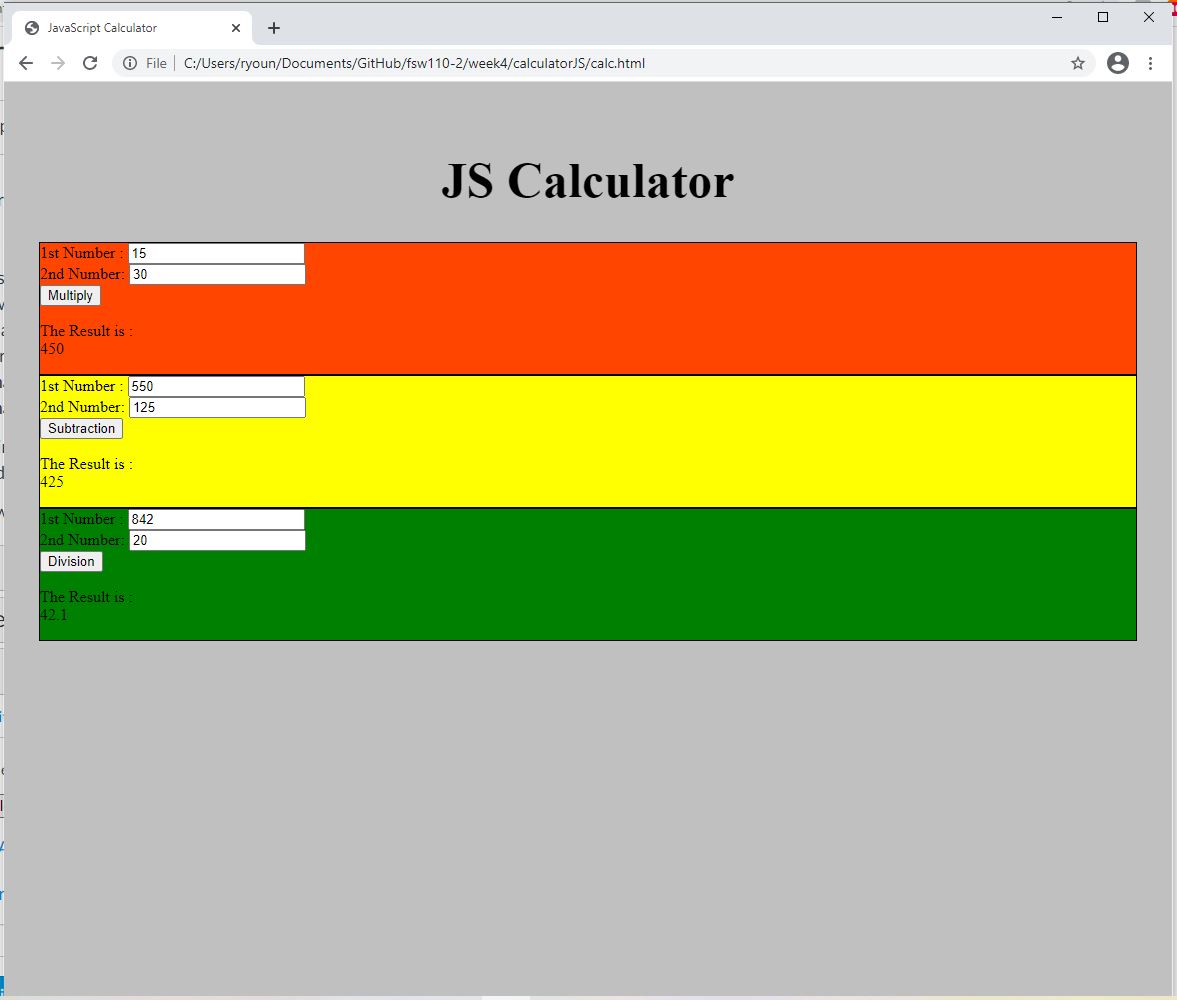 JavaScript Calculator
File C:/Users/ryoun/Documents/GitHub/fsw110-2/week4/calculatorJS/calc.html
JS Calculator
1st Number : 15
2nd Number: 30
Multiply
The Result is :
450
1st Number : 550
2nd Number: 125
Subtraction
The Result is :
425
1st Number : 842
2nd Number: 20
Division
The Result is :
42.1